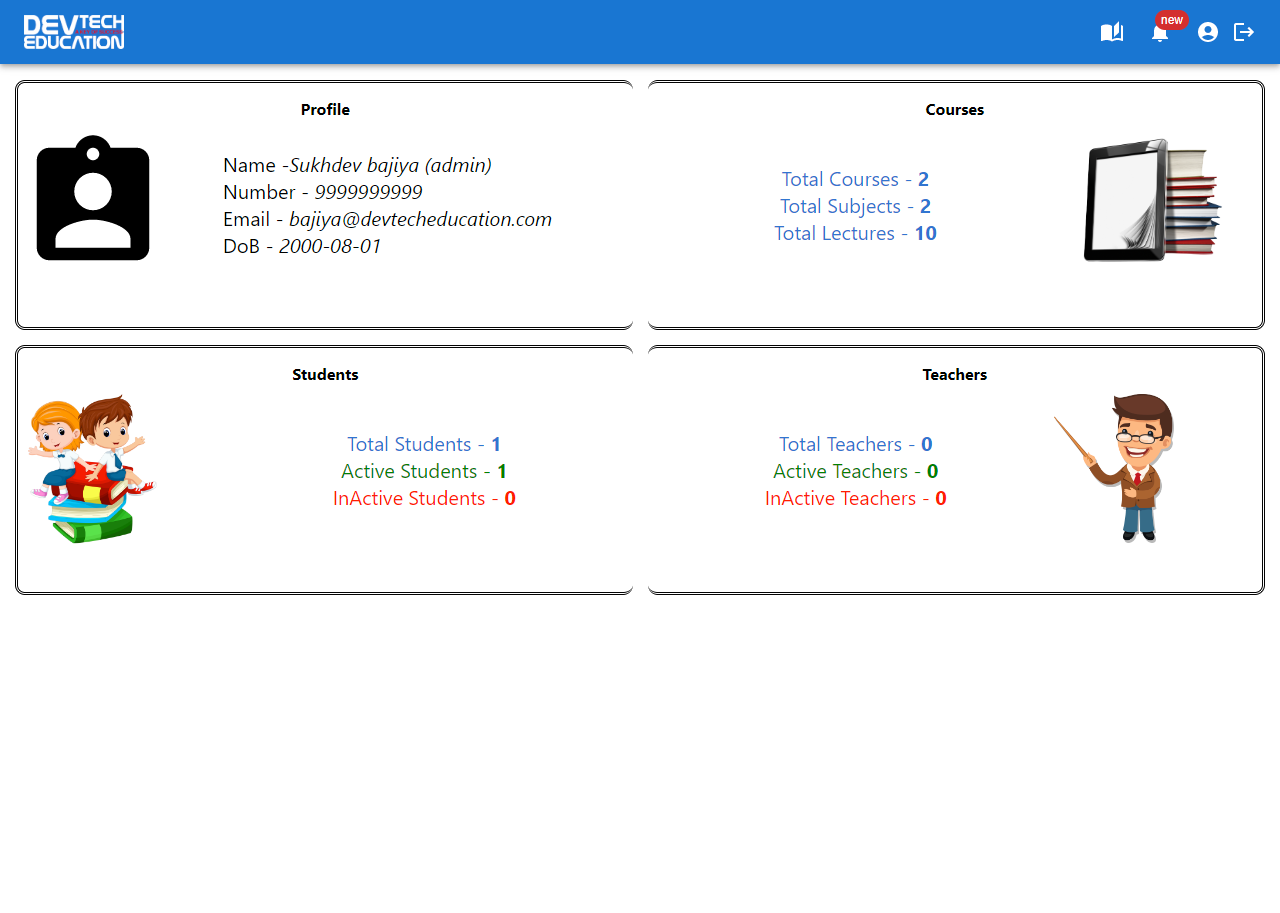 DEVTECH
EDUCATION
new
Profile
Name -Sukhdev bajiya (admin)
Number - 9999999999
Email - bajiya@devtecheducation.com
DoB - 2000-08-01
Courses
Total Courses - 2
Total Subjects - 2
Total Lectures - 10
Students
Total Students - 1
Active Students - 1
InActive Students - 0
Teachers
Total Teachers - 0
Active Teachers - 0
InActive Teachers - 0